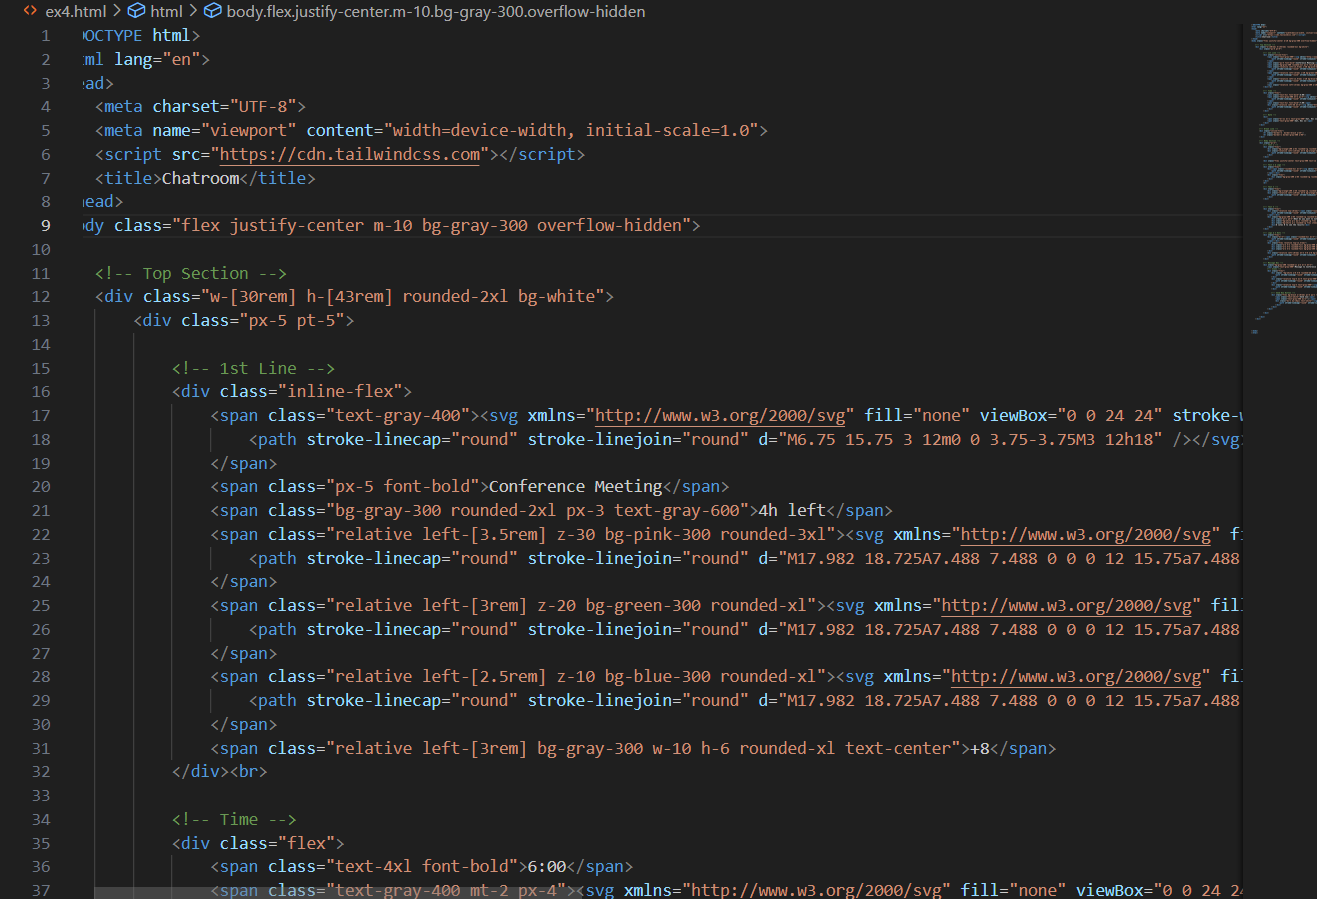 ex4.html > html > body.flex.justify-center.m-10.bg-gray-300.overflow-hidden
1 OCTYPE html>
2 ml lang="en">
3 ead>
4 <meta charset="UTF-8">
5 <meta name="viewport" content="width=device-width, initial-scale=1.0">
6 <script src="https://cdn.tailwindcss.com"></script>
7 <title>Chatroom</title>
8 ead>
9 dy class="flex justify-center m-10 bg-gray-300 overflow-hidden">
10
11 <!-- Top Section -->
12 <div class="w-[30rem] h-[43rem] rounded-2xl bg-white">
13 <div class="px-5 pt-5">
14
15 <!-- 1st Line -->
16 <div class="inline-flex">
17 <span class="text-gray-400"><svg xmlns="http://www.w3.org/2000/svg" fill="none" viewBox="0 0 24 24" stroke-w
18 <path stroke-linecap="round" stroke-linejoin="round" d="M6.75 15.75 3 12m0 0 3.75-3.75M3 12h18" /></svg
19 </span>
20 <span class="px-5 font-bold">Conference Meeting</span>
21 <span class="bg-gray-300 rounded-2xl px-3 text-gray-600">4h left</span>
22 <span class="relative left-[3.5rem] z-30 bg-pink-300 rounded-3xl"><svg xmlns="http://www.w3.org/2000/svg" fi
23 <path stroke-linecap="round" stroke-linejoin="round" d="M17.982 18.725A7.488 7.488 0 0 0 12 15.75a7.488
24 </span>
25 <span class="relative left-[3rem] z-20 bg-green-300 rounded-xl"><svg xmlns="http://www.w3.org/2000/svg" fill
26 <path stroke-linecap="round" stroke-linejoin="round" d="M17.982 18.725A7.488 7.488 0 0 0 12 15.75a7.488
27 </span>
28 <span class="relative left-[2.5rem] z-10 bg-blue-300 rounded-xl"><svg xmlns="http://www.w3.org/2000/svg" fil
29 <path stroke-linecap="round" stroke-linejoin="round" d="M17.982 18.725A7.488 7.488 0 0 0 12 15.75a7.488
30 </span>
31 <span class="relative left-[3rem] bg-gray-300 w-10 h-6 rounded-xl text-center">+8</span>
32 </div><br>
33
34 <!-- Time -->
35 <div class="flex">
36 <span class="text-4xl font-bold">6:00</span>
37 <span class="text-gray-400 mt-2 px-4"><svg xmlns="http://www.w3.org/2000/svg" fill="none" viewBox="0 0 24 24